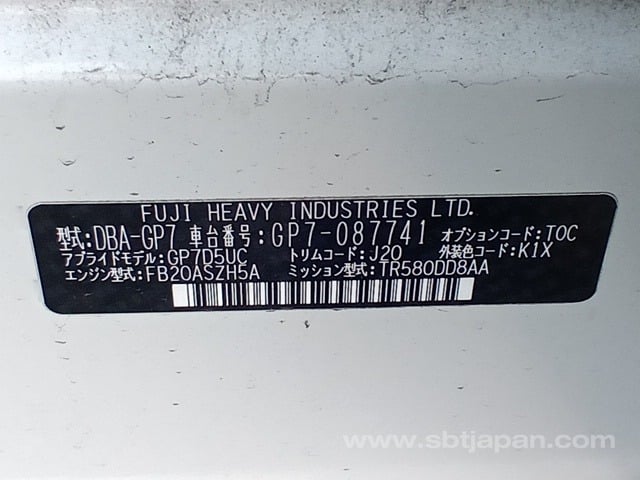 FUJI HEAVY INDUSTRIES LTD.
型式:DBA-GP7 車台番号:GP7-087741 オプションコード:TOC
アプライドモデル:GP7D5UC トリムコード:J20 外装色コード:K1X
エンジン型式:FB20ASZH5A ミッション型式:TR580DD8AA
www.sbtjapan.com